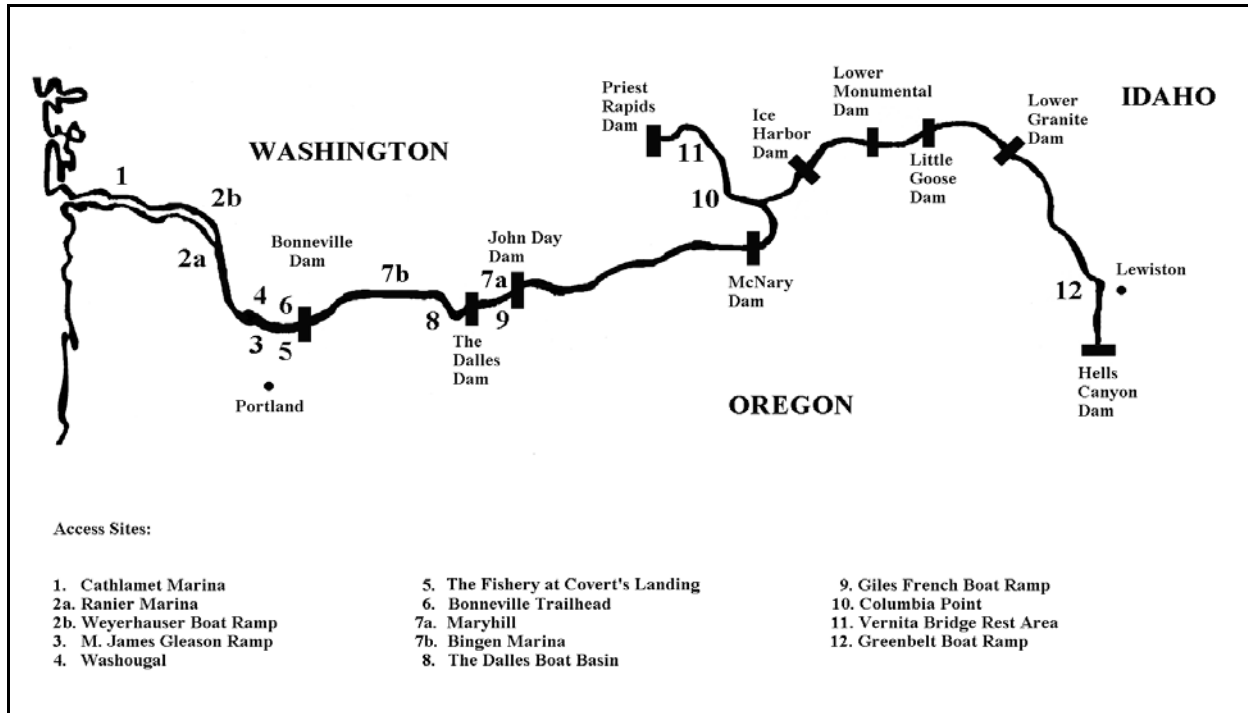 Priest
Rapids
Dam
Lower
Monumental
Dam
IDAHO
Lower
Granite
Dam
Ice
Harbor
Dam
WASHINGTON
11
Little
Goose
Dam
1
2b
10
2a
Bonneville
Dam
John Day
Dam
7b
7a
McNary
Dam
12
Lewiston
4
6
8
9
3
5
The
Dalles
Dam
Hells
Canyon
Dam
Portland
OREGON
Access Sites:
1. Cathlamet Marina
2a. Ranier Marina
2b. Weyerhauser Boat Ramp
3. M. James Gleason Ramp
4. Washougal
5. The Fishery at Covert's Landing
6. Bonneville Trailhead
7a. Maryhill
7b. Bingen Marina
8. The Dalles Boat Basin
9. Giles French Boat Ramp
10. Columbia Point
11. Vernita Bridge Rest Area
12. Greenbelt Boat Ramp